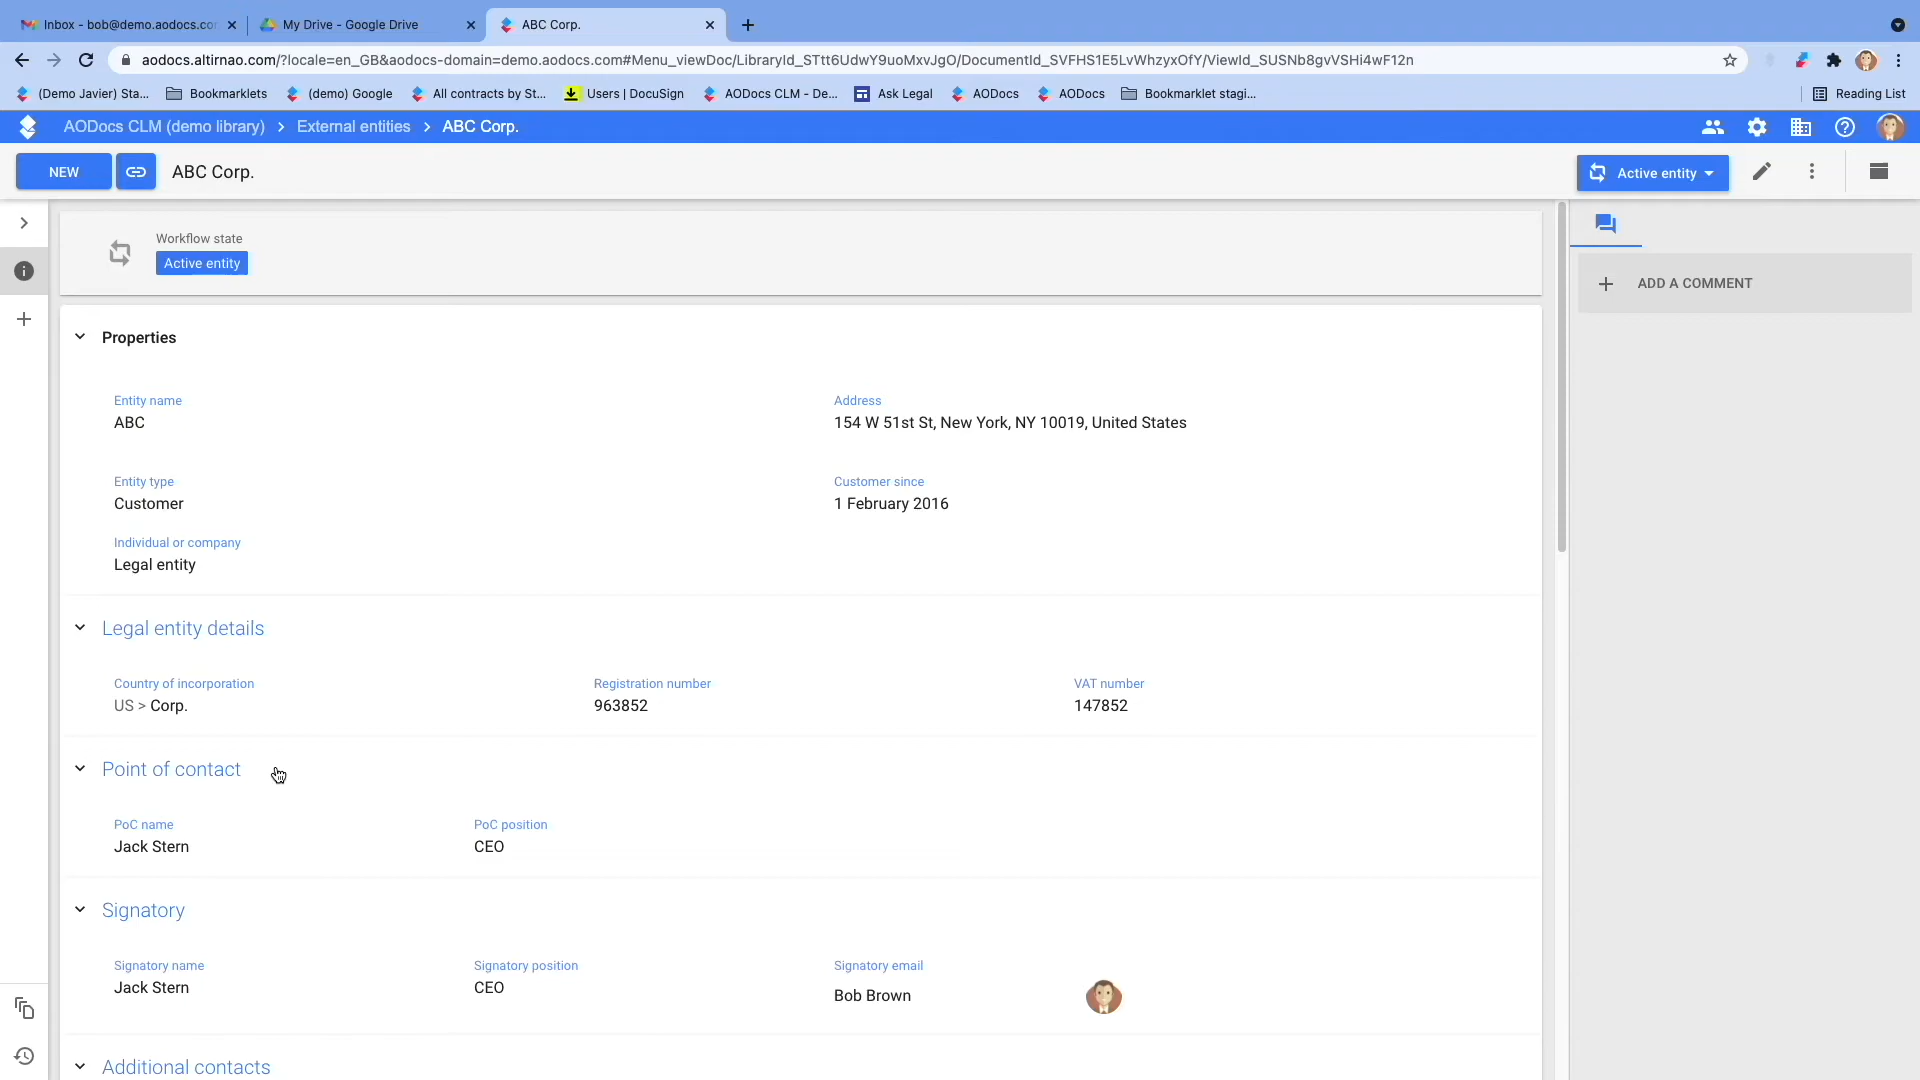 Inbox - bob@demo.aodocs.co
My Drive - Google Drive
ABC Corp.
aodocs.altirnao.com/?locale=en_GB&aodocs-domain=demo.aodocs.com#Menu_viewDoc/LibraryId_STtt6UdwY9uoMxvJgO/DocumentId_SVFHS1E5LvWhzyxOfY/ViewId_SUSNb8gvVSHi4wF12n
(Demo Javier) Sta...
Bookmarklets
(demo) Google
All contracts by St...
Users | DocuSign
AODocs CLM - De...
Ask Legal
AODocs
AODocs
Bookmarklet stagi...
Reading List
AODocs CLM (demo library) > External entities > ABC Corp.
NEW
ABC Corp.
Active entity
Workflow state
Active entity
ADD A COMMENT
Properties
Entity name
ABC
Address
154 W 51st St, New York, NY 10019, United States
Entity type
Customer
Customer since
1 February 2016
Individual or company
Legal entity
Legal entity details
Country of incorporation
US > Corp.
Registration number
963852
VAT number
147852
Point of contact
PoC name
Jack Stern
PoC position
CEO
Signatory
Signatory name
Jack Stern
Signatory position
CEO
Signatory email
Bob Brown
Additional contacts